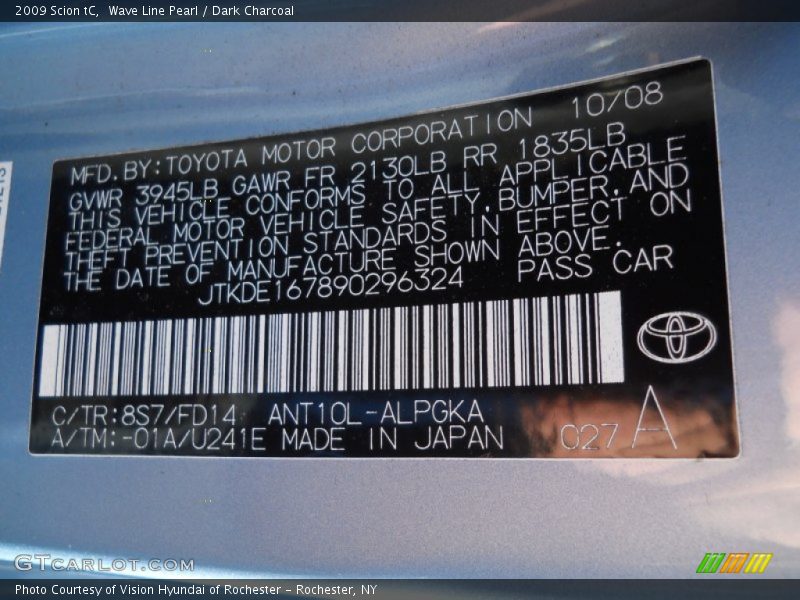 2009 Scion tC,  Wave Line Pearl / Dark Charcoal
MFD.BY:TOYOTA MOTOR CORPORATION 10/08
GVWR 3945LB GAWR FR 2130LB RR 1835LB
THIS VEHICLE CONFORMS TO ALL APPLICABLE
FEDERAL MOTOR VEHICLE SAFETY,BUMPER,AND
THEFT PREVENTION STANDARDS IN EFFECT ON
THE DATE OF MANUFACTURE SHOWN ABOVE.
JTKDE167890296324 PASS CAR
C/TR:8S7/FD14 ANT10L-ALPGKA
A/TM:-01A/U241E MADE IN JAPAN 027 A
GTCARLOT.COM
Photo Courtesy of Vision Hyundai of Rochester - Rochester, NY